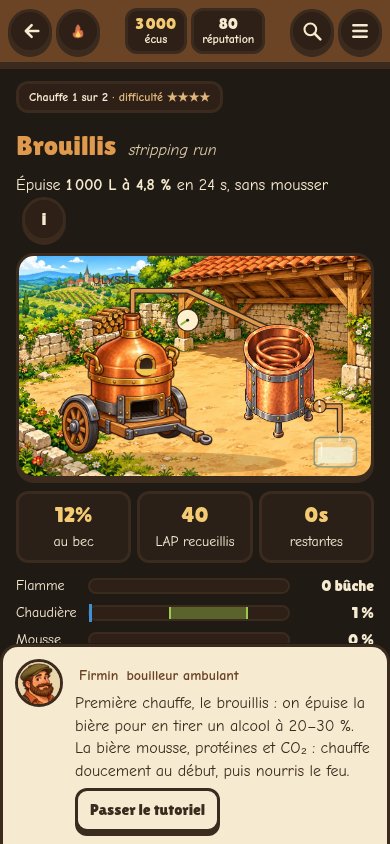 3 000
écus
80
réputation
Chauffe 1 sur 2 · difficulté ★★★★
Brouillis stripping run
Épuise 1 000 L à 4,8 % en 24 s, sans mousser
i
ULYSSE
12%
au bec
40
LAP recueillis
0s
restantes
Flamme 0 bûche
Chaudière 1 %
Mousse 0 %
Firmin bouilleur ambulant
Première chauffe, le brouillis : on épuise la
bière pour en tirer un alcool à 20–30 %.
La bière mousse, protéines et CO₂ : chauffe
doucement au début, puis nourris le feu.
Passer le tutoriel